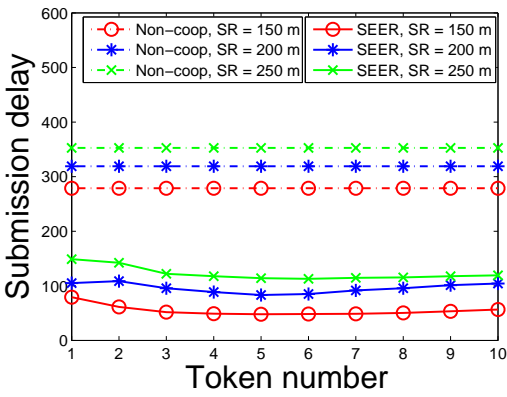 600
500
400
300
200
100
0
Submission delay
Non-coop, SR = 150 m
Non-coop, SR = 200 m
Non-coop, SR = 250 m
SEER, SR = 150 m
SEER, SR = 200 m
SEER, SR = 250 m
1 2 3 4 5 6 7 8 9 10
Token number